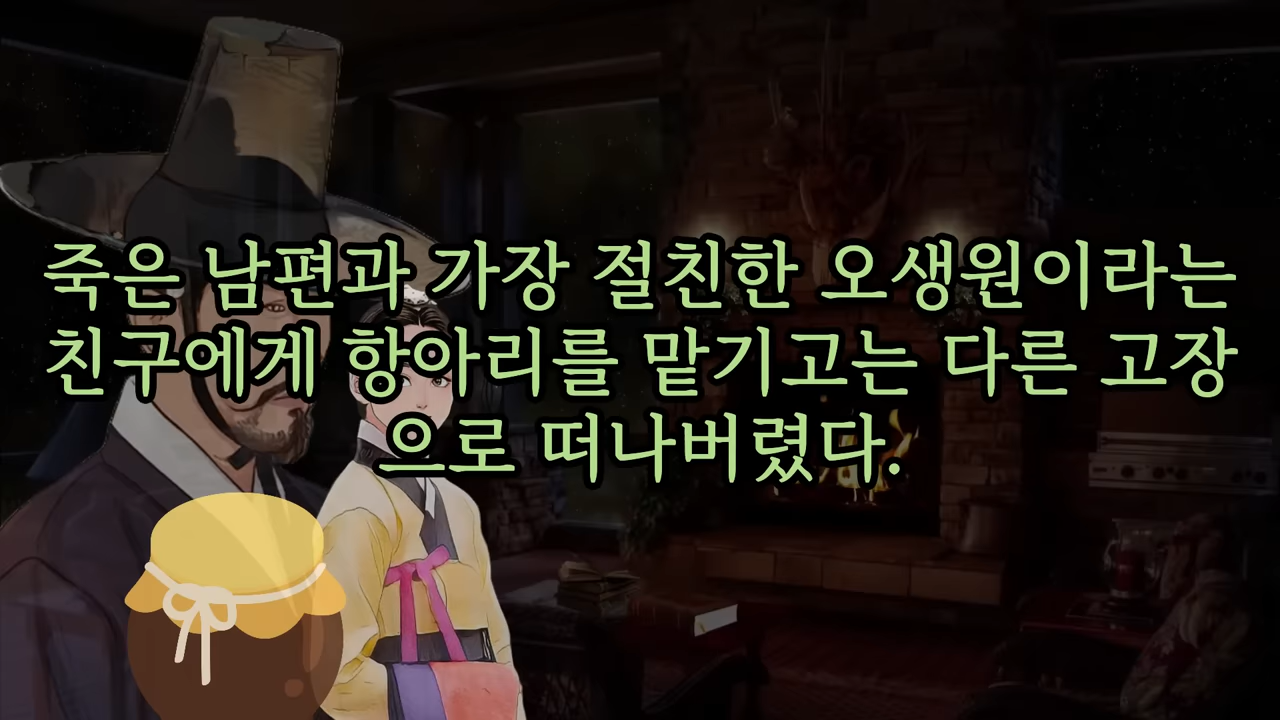 죽은 남편과 가장 절친한 오생원이라는
친구에게 항아리를 맡기고는 다른 고장
으로 떠나버렸다.